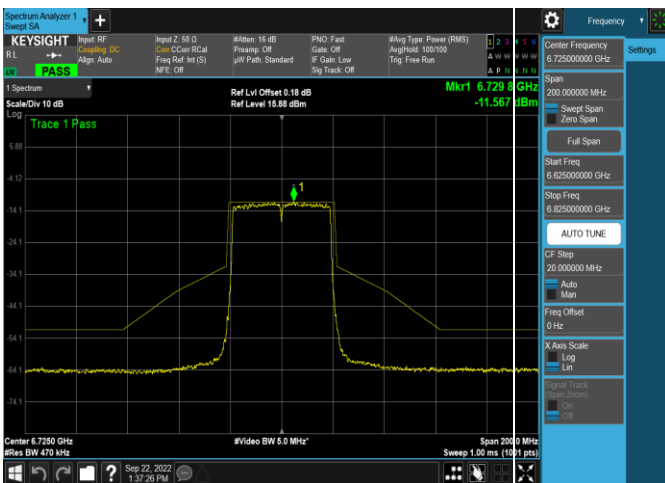 Spectrum Analyzer 1
Swept SA
Frequency
KEYSIGHT
R L
LW
PASS
Input: RF
Coupling: DC
Align: Auto
Input Z: 50 Ω
Corr CCorr RCal
Freq Ref: Int (S)
NFE: Off
#Atten: 16 dB
Preamp: Off
µW Path: Standard
PNO: Fast
Gate: Off
IF Gain: Low
Sig Track: Off
#Avg Type: Power (RMS)
Avg|Hold: 100/100
Trig: Free Run
1 2 3 4 5 6
A W W W W W
A P N N N N
1 Spectrum
Scale/Div 10 dB
Log
Ref Lvl Offset 0.18 dB
Ref Level 15.88 dBm
Mkr1 6.729 8 GHz
-11.567 dBm
Trace 1 Pass
5.88
-4.12
-14.1
-24.1
-34.1
-44.1
-54.1
-64.1
-74.1
1
Center 6.7250 GHz
#Res BW 470 kHz
#Video BW 5.0 MHz*
Span 200.0 MHz
Sweep 1.00 ms (1001 pts)
Sep 22, 2022
1:37:26 PM
Center Frequency
6.725000000 GHz
Settings
Span
200.000000 MHz
Swept Span
Zero Span
Full Span
Start Freq
6.625000000 GHz
Stop Freq
6.825000000 GHz
AUTO TUNE
CF Step
20.000000 MHz
Auto
Man
Freq Offset
0 Hz
X Axis Scale
Log
Lin
Signal Track
(Span Zoom)
On
Off